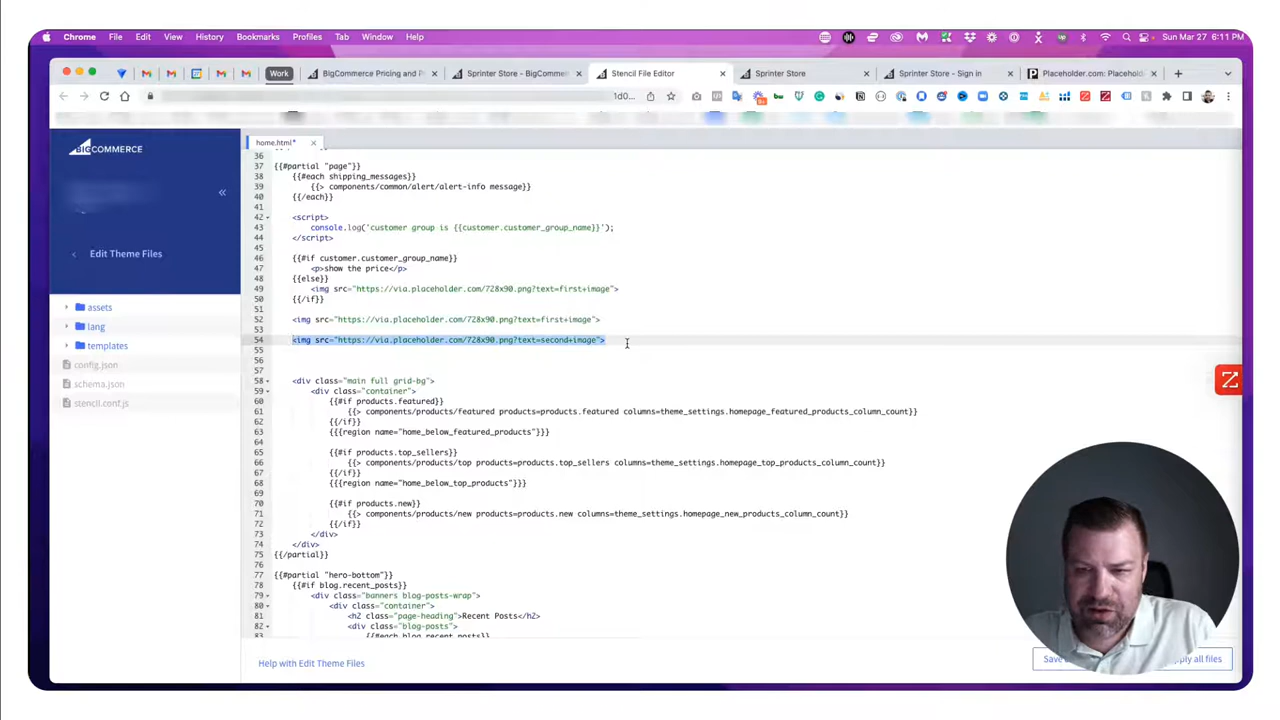 Chrome File Edit View History Bookmarks Profiles Tab Window Help
Sun Mar 27 6:11 PM
Work
BigCommerce Pricing and P
Sprinter Store - BigCommer
Stencil File Editor
Sprinter Store
Sprinter Store - Sign in
Placeholder.com: Placehold
1d0...
BIGCOMMERCE
Edit Theme Files
assets
lang
templates
config.json
schema.json
stencil.conf.js
home.html*
36
37 {{#partial "page"}}
38 {{#each shipping_messages}}
39 {{> components/common/alert/alert-info message}}
40 {{/each}}
41
42 <script>
43 console.log('customer group is {{customer.customer_group_name}}');
44 </script>
45
46 {{#if customer.customer_group_name}}
47 <p>show the price</p>
48 {{else}}
49 <img src="https://via.placeholder.com/728x90.png?text=first+image">
50 {{/if}}
51
52 <img src="https://via.placeholder.com/728x90.png?text=first+image">
53
54 <img src="https://via.placeholder.com/728x90.png?text=second+image">
55
56
57
58 <div class="main full grid-bg">
59 <div class="container">
60 {{#if products.featured}}
61 {{> components/products/featured products=products.featured columns=theme_settings.homepage_featured_products_column_count}}
62 {{/if}}
63 {{{region name="home_below_featured_products"}}}
64
65 {{#if products.top_sellers}}
66 {{> components/products/top products=products.top_sellers columns=theme_settings.homepage_top_products_column_count}}
67 {{/if}}
68 {{{region name="home_below_top_products"}}}
69
70 {{#if products.new}}
71 {{> components/products/new products=products.new columns=theme_settings.homepage_new_products_column_count}}
72 {{/if}}
73 </div>
74 </div>
75 {{/partial}}
76
77 {{#partial "hero-bottom"}}
78 {{#if blog.recent_posts}}
79 <div class="banners blog-posts-wrap">
80 <div class="container">
81 <h2 class="page-heading">Recent Posts</h2>
82 <div class="blog-posts">
83 {{#each blog.recent_posts}}
Help with Edit Theme Files
Save
pply all files